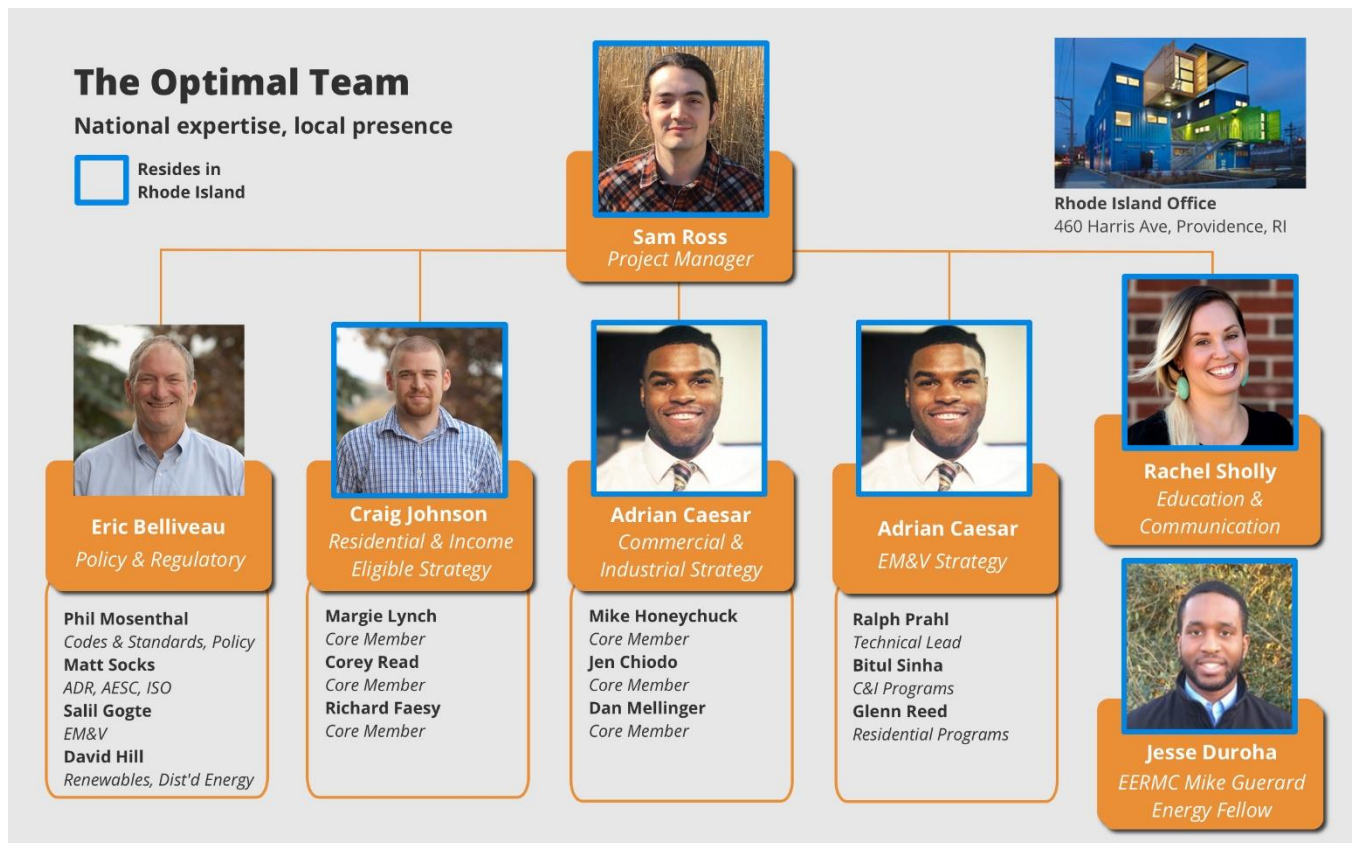 The Optimal Team
National expertise, local presence
Resides in
Rhode Island
Rhode Island Office
460 Harris Ave, Providence, RI
Sam Ross
Project Manager
Eric Belliveau
Policy & Regulatory
Phil Mosenthal
Codes & Standards, Policy
Matt Socks
ADR, AESC, ISO
Salil Gogte
EM&V
David Hill
Renewables, Dist'd Energy
Craig Johnson
Residential & Income
Eligible Strategy
Margie Lynch
Core Member
Corey Read
Core Member
Richard Faesy
Core Member
Adrian Caesar
Commercial &
Industrial Strategy
Mike Honeychuck
Core Member
Jen Chiodo
Core Member
Dan Mellinger
Core Member
Adrian Caesar
EM&V Strategy
Ralph Prahl
Technical Lead
Bitul Sinha
C&I Programs
Glenn Reed
Residential Programs
Rachel Sholly
Education &
Communication
Jesse Duroha
EERMC Mike Guerard
Energy Fellow